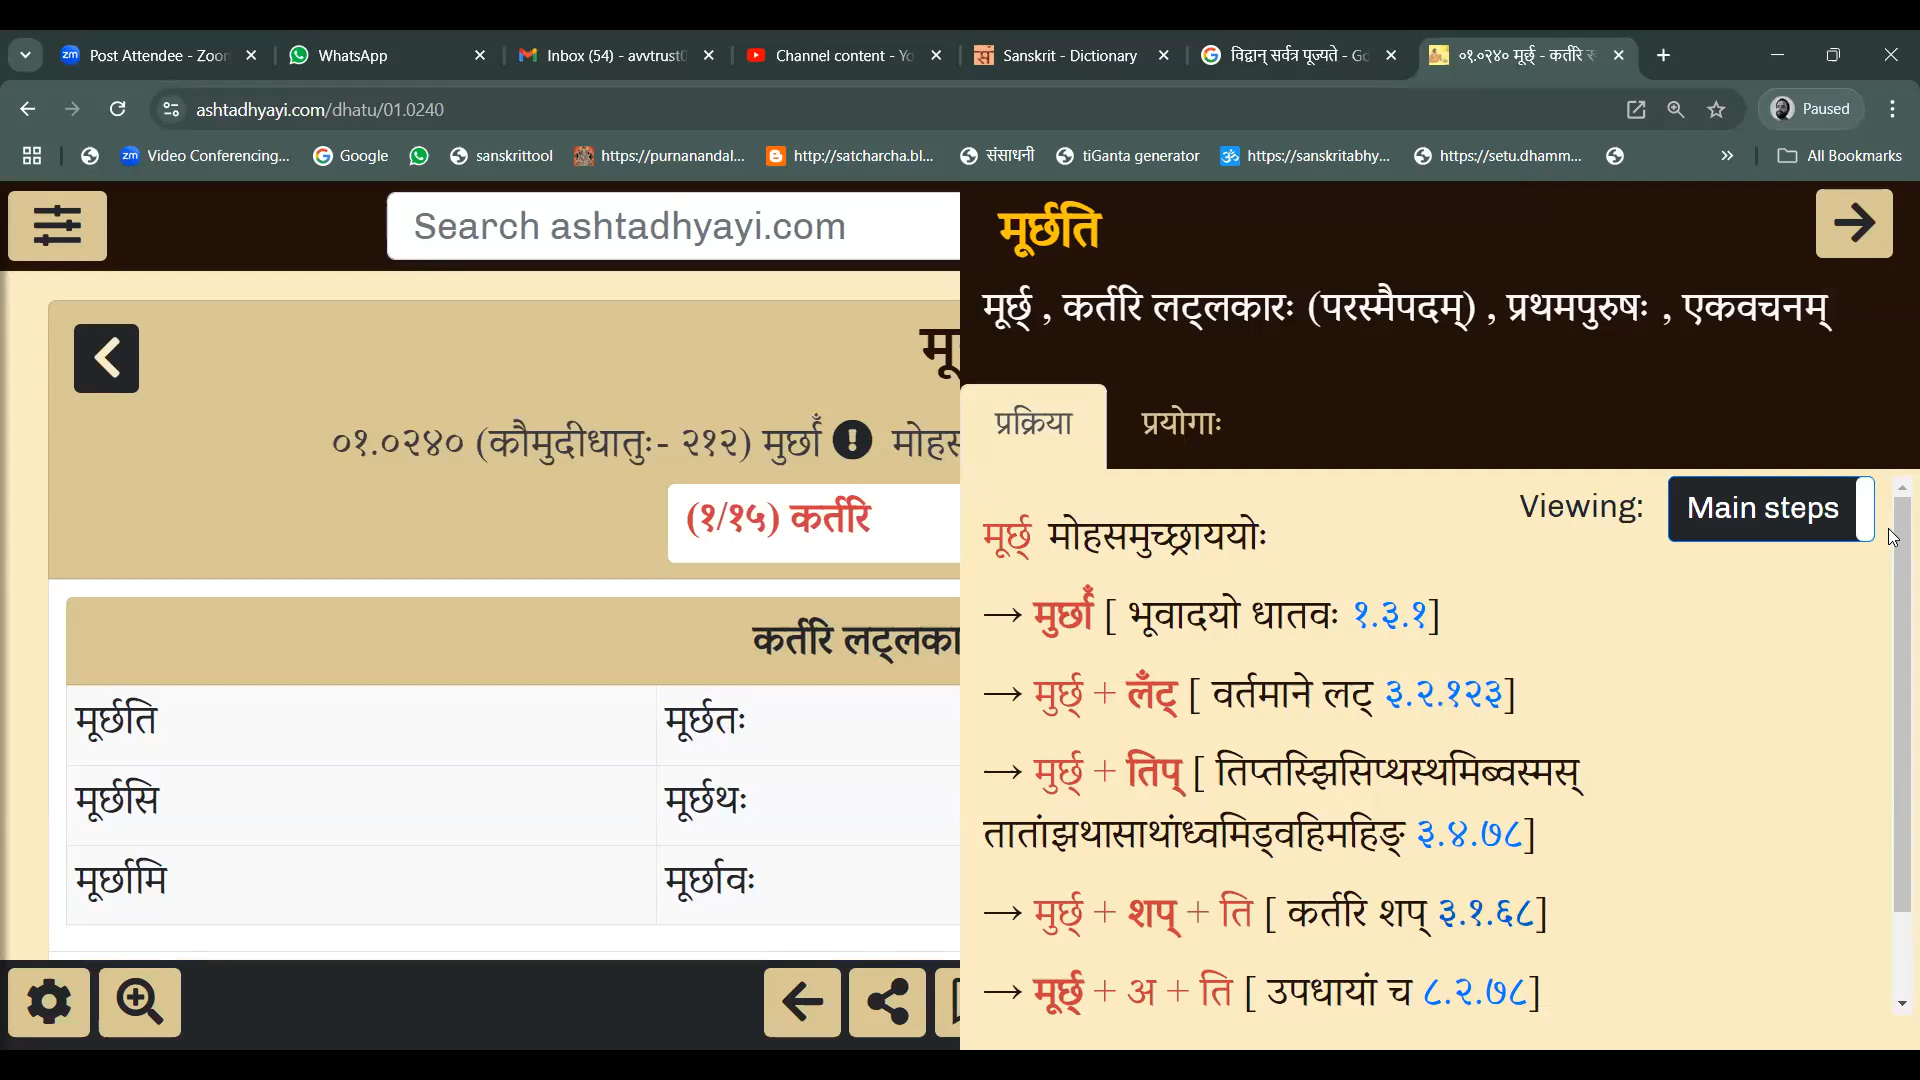 Post Attendee - Zoom
WhatsApp
Inbox (54) - avvtrust
Channel content - Yo
Sanskrit - Dictionary
विद्वान् सर्वत्र पूज्यते - Go
०१.०२४० मूर्छ् - कर्तरि
ashtadhyayi.com/dhatu/01.0240
Paused
Video Conferencing...
Google
sanskrittool
https://purnanandal...
http://satcharcha.bl...
संसाधनी
tiGanta generator
https://sanskritabhy...
https://setu.dhamm...
All Bookmarks
Search ashtadhyayi.com
मू
०१.०२४० (कौमुदीधातुः- २१२) मुर्छाँ मोहस
(१/१५) कर्तरि
कर्तरि लट्लका
मूर्छति मूर्छतः
मूर्छसि मूर्छथः
मूर्छामि मूर्छावः
मूर्छति
मूर्छ् , कर्तरि लट्लकारः (परस्मैपदम्) , प्रथमपुरुषः , एकवचनम्
प्रक्रिया प्रयोगाः
Viewing: Main steps
मूर्छ् मोहसमुच्छ्राययोः
→ मुर्छाँ [ भूवादयो धातवः १.३.१]
→ मुर्छ् + लँट् [ वर्तमाने लट् ३.२.१२३]
→ मुर्छ् + तिप् [ तिप्तस्झिसिप्थस्थमिब्वस्मस्
तातांझथासाथांध्वमिड्वहिमहिङ् ३.४.७८]
→ मुर्छ् + शप् + ति [ कर्तरि शप् ३.१.६८]
→ मूर्छ् + अ + ति [ उपधायां च ८.२.७८]